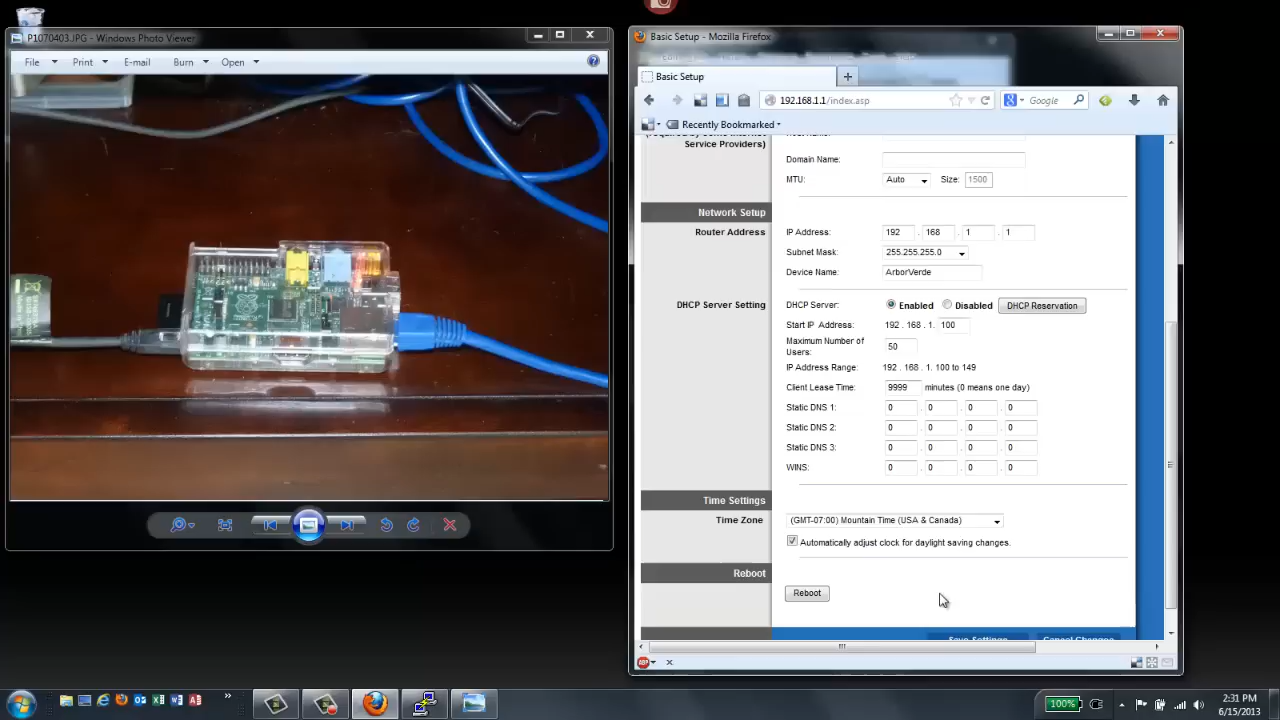 P1070403.JPG - Windows Photo Viewer
File Print E-mail Burn Open
Basic Setup - Mozilla Firefox
Basic Setup
192.168.1.1/index.asp
Google
Recently Bookmarked
Service Providers)
Domain Name:
MTU: Auto Size: 1500
Network Setup
Router Address IP Address: 192 . 168 . 1 . 1
Subnet Mask: 255.255.255.0
Device Name: ArborVerde
DHCP Server Setting DHCP Server: Enabled Disabled DHCP Reservation
Start IP Address: 192 . 168 . 1. 100
Maximum Number of
Users: 50
IP Address Range: 192 . 168 . 1. 100 to 149
Client Lease Time: 9999 minutes (0 means one day)
Static DNS 1: 0 . 0 . 0 . 0
Static DNS 2: 0 . 0 . 0 . 0
Static DNS 3: 0 . 0 . 0 . 0
WINS: 0 . 0 . 0 . 0
Time Settings
Time Zone (GMT-07:00) Mountain Time (USA & Canada)
Automatically adjust clock for daylight saving changes.
Reboot
Reboot
Save Settings Cancel Changes
ABP
100%
2:31 PM
6/15/2013